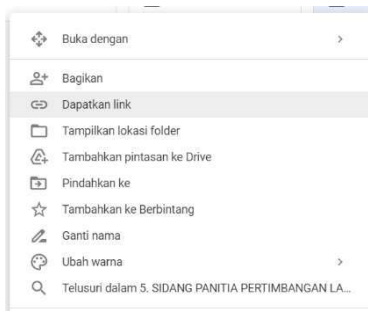 Buka dengan
Bagikan
Dapatkan link
Tampilkan lokasi folder
Tambahkan pintasan ke Drive
Pindahkan ke
Tambahkan ke Berbintang
Ganti nama
Ubah warna
Telusuri dalam 5. SIDANG PANITIA PERTIMBANGAN LA...